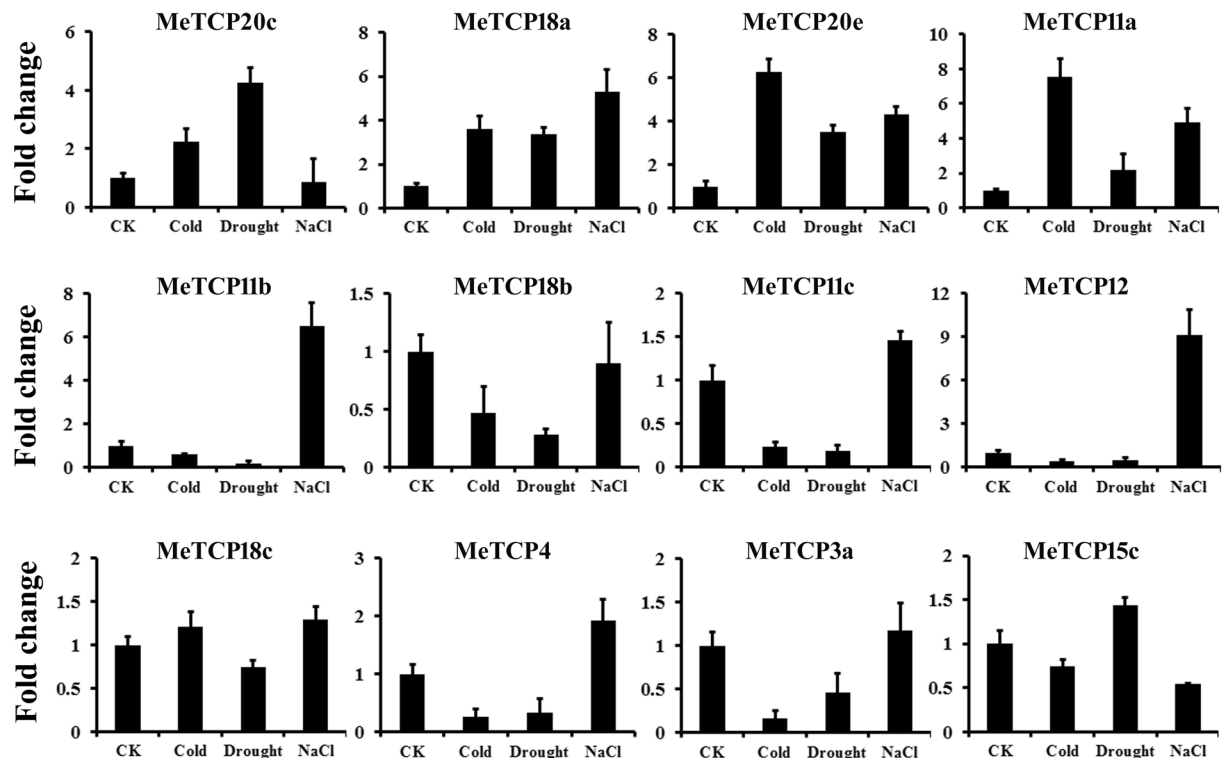 MeTCP20c
MeTCP18a
MeTCP20e
MeTCP11a
Fold change
6
4
2
0
CK Cold Drought NaCl
8
6
4
2
0
CK Cold Drought NaCl
8
6
4
2
0
CK Cold Drought NaCl
10
8
6
4
2
0
CK Cold Drought NaCl
MeTCP11b
MeTCP18b
MeTCP11c
MeTCP12
Fold change
8
6
4
2
0
CK Cold Drought NaCl
1.5
1
0.5
0
CK Cold Drought NaCl
2
1.5
1
0.5
0
CK Cold Drought NaCl
12
9
6
3
0
CK Cold Drought NaCl
MeTCP18c
MeTCP4
MeTCP3a
MeTCP15c
Fold change
2
1.5
1
0.5
0
CK Cold Drought NaCl
3
2
1
0
CK Cold Drought NaCl
2
1.5
1
0.5
0
CK Cold Drought NaCl
2
1.5
1
0.5
0
CK Cold Drought NaCl